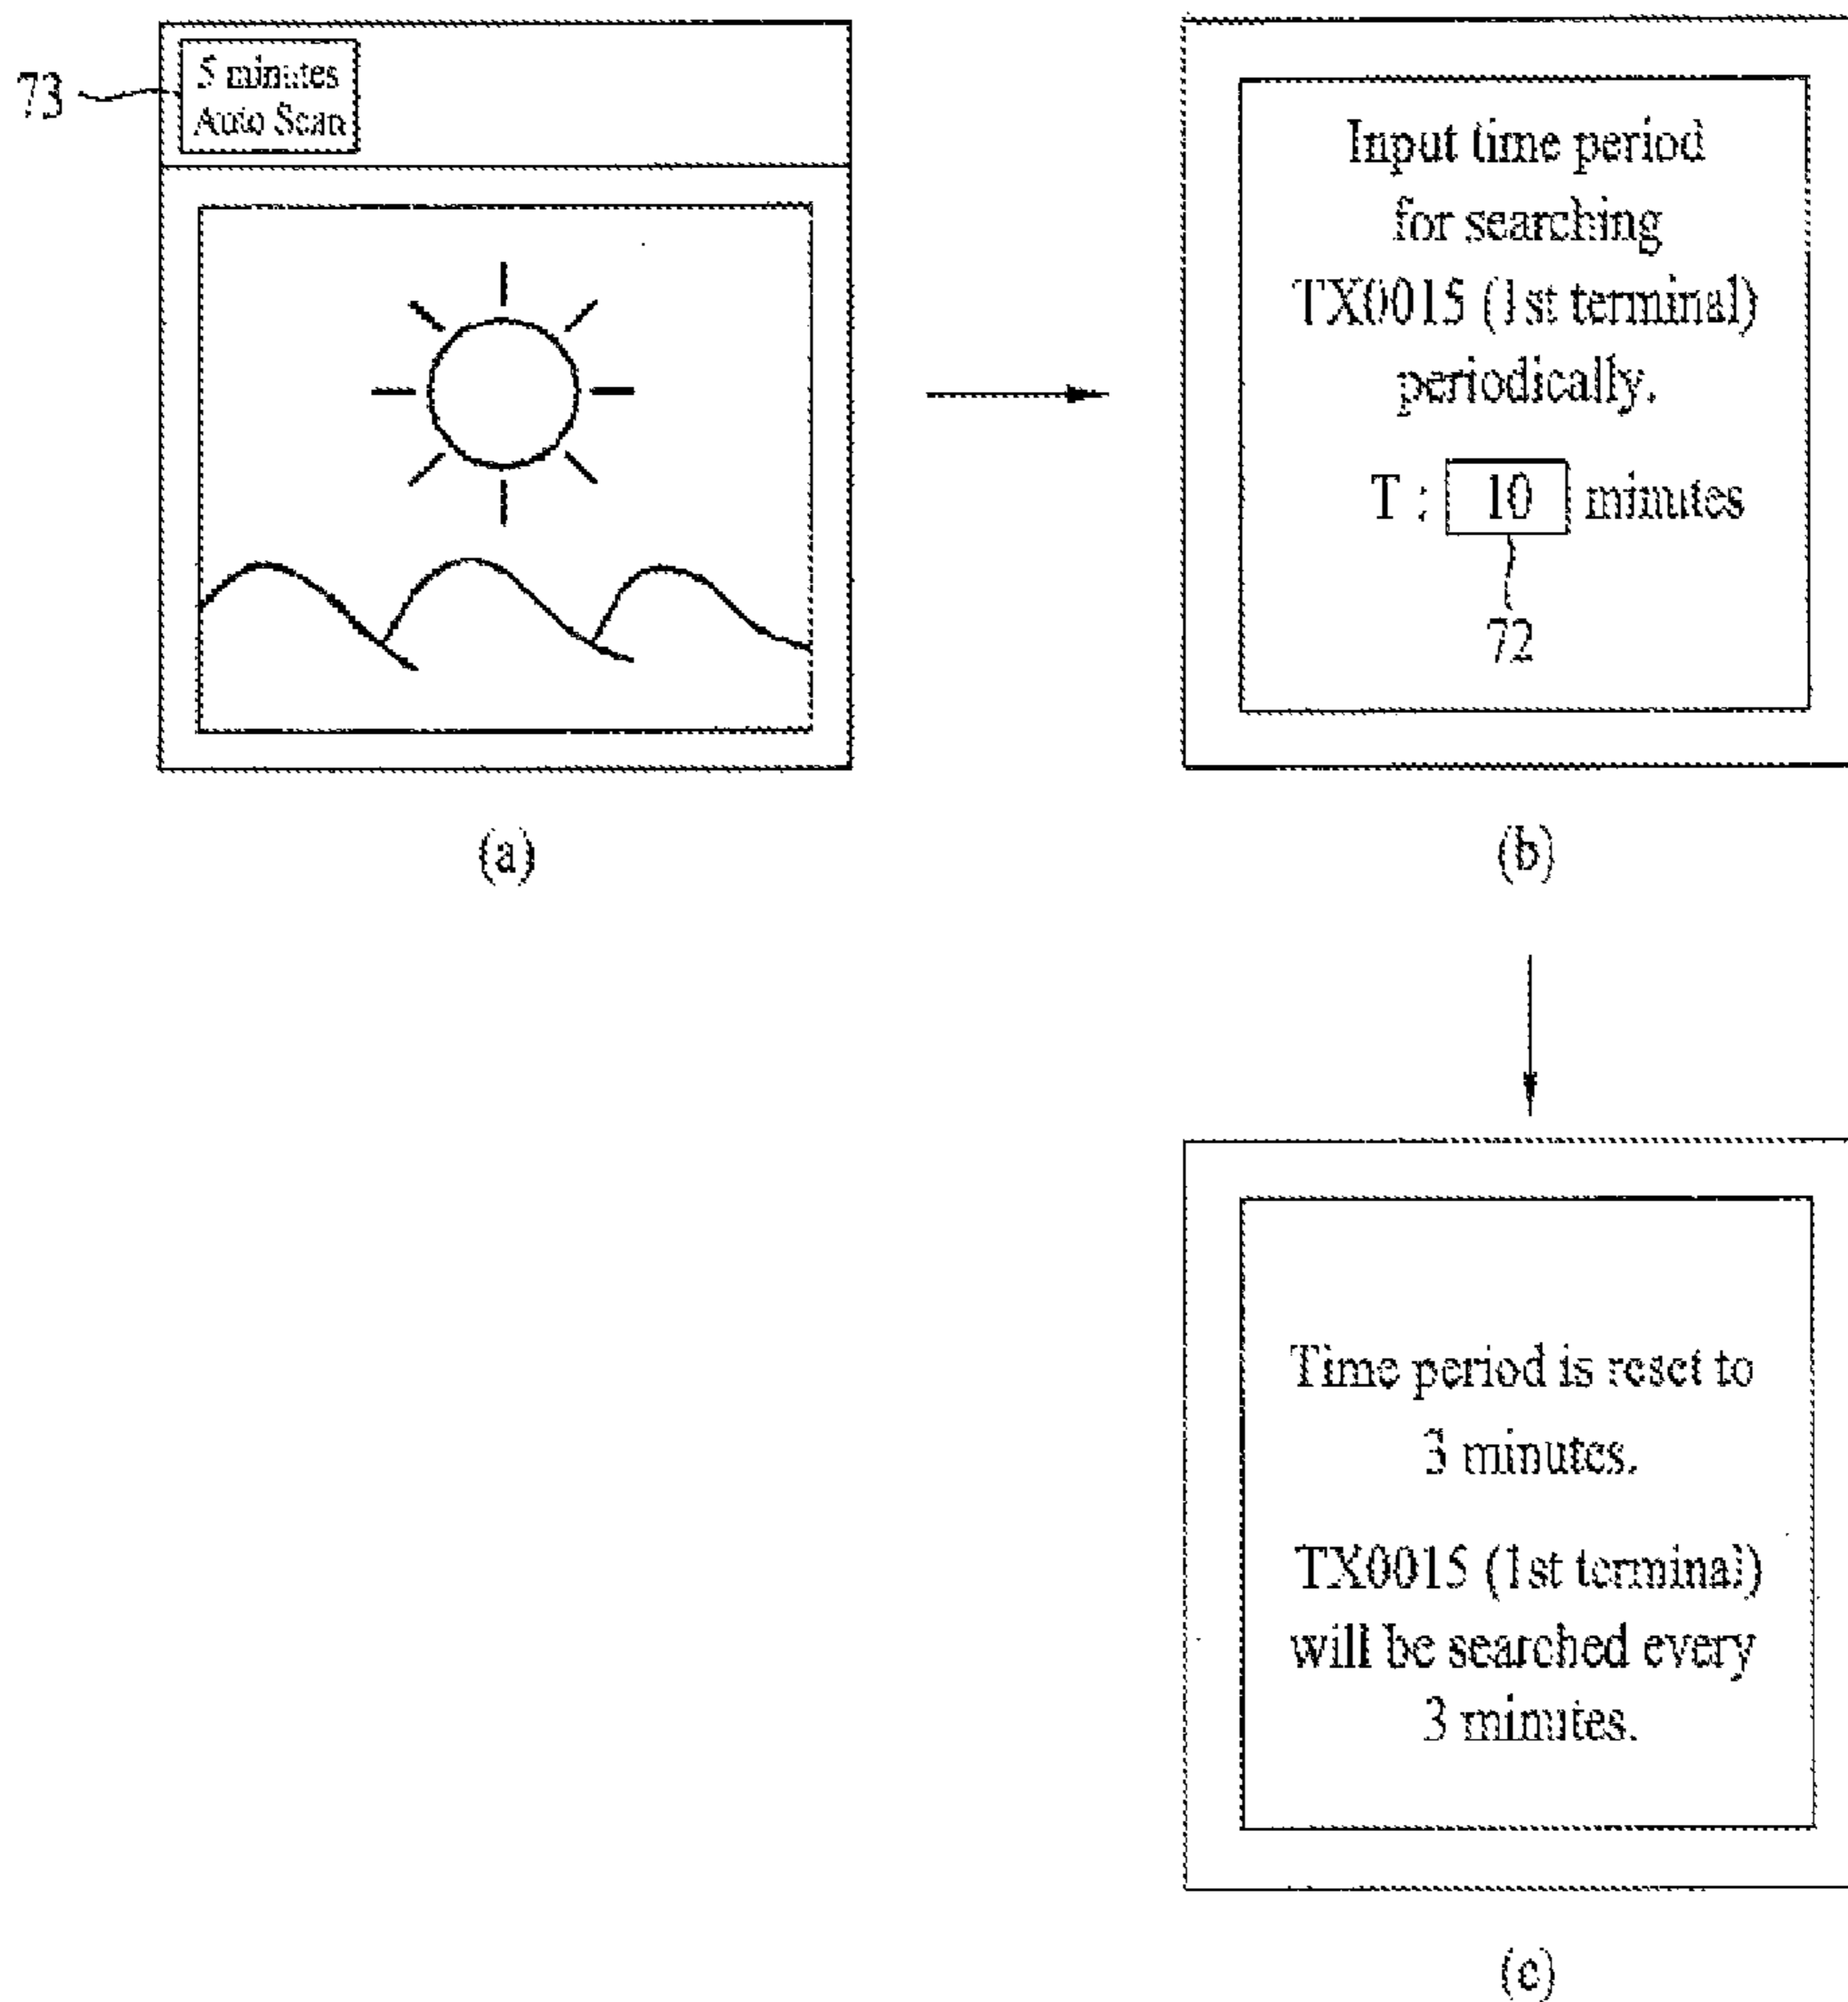 73
5 minutes
Auto Scan
(a)
Input time period
for searching
TX0015 (1st terminal)
periodically.
T : 10 minutes
72
(b)
Time period is reset to
3 minutes.
TX0015 (1st terminal)
will be searched every
3 minutes.
(c)